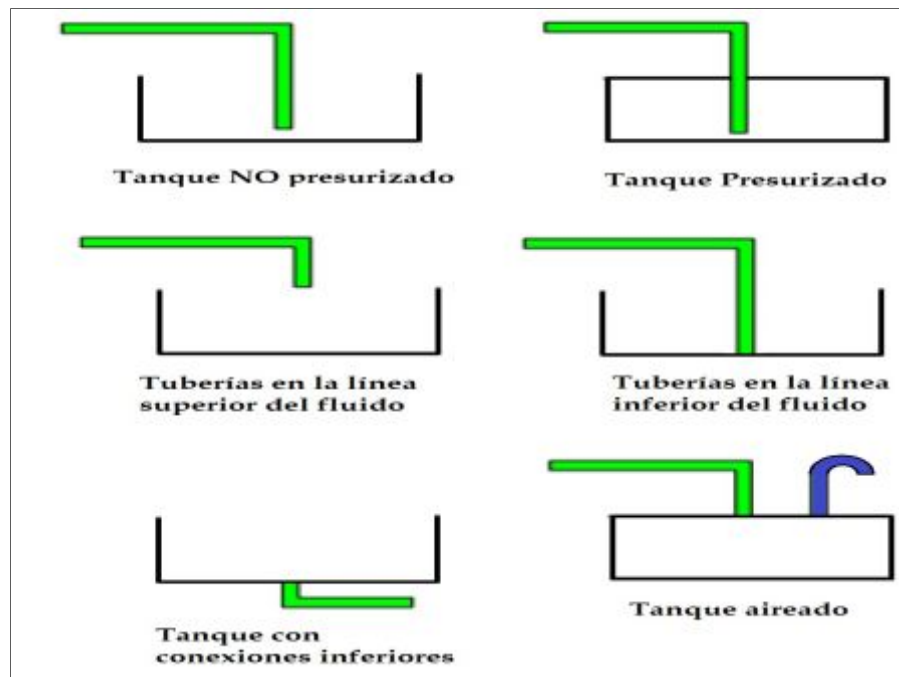 Tanque NO presurizado
Tanque Presurizado
Tuberías en la línea
superior del fluido
Tuberías en la línea
inferior del fluido
Tanque con
conexiones inferiores
Tanque aireado